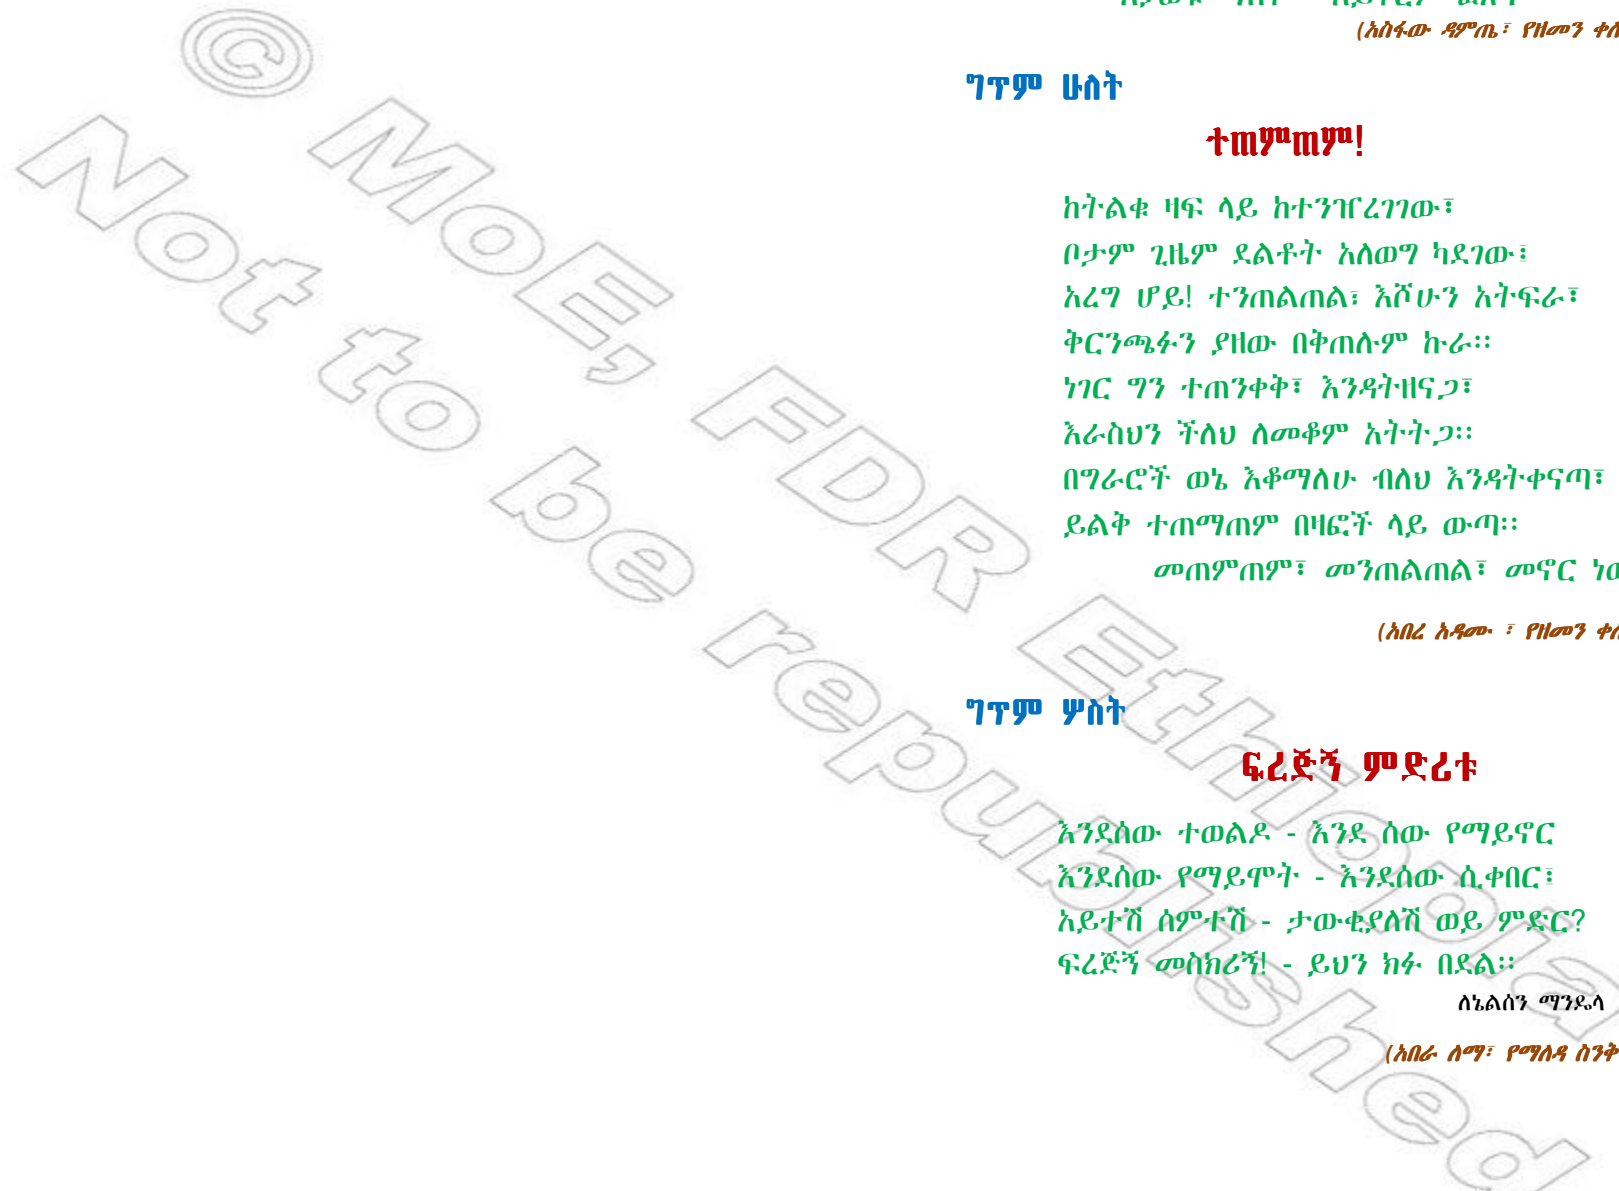 (አስፋው ዳምጤ፣ የዘመን
ግጥም ሁለት
ተጠምጠም!
ከትልቁ ዛፍ ላይ ከተንዠረገገው፣
ቦታም ጊዜም ደልቶት አለወግ ካደገው፤
አረግ ሆይ! ተንጠልጠል፣ እሾሁን አትፍራ፣
ቅርንጫፉን ያዘው በቅጠሉም ኩራ፡፡
ነገር ግን ተጠንቀቅ፣ እንዳትዘናጋ፣
እራስህን ችለህ ለመቆም አትትጋ፡፡
በግራሮች ወኔ እቆማለሁ ብለህ እንዳትቀናጣ፣
ይልቅ ተጠማጠም በዛፎች ላይ ውጣ፡፡
መጠምጠም፣ መንጠልጠል፣ መኖር ነው
(አበረ አዳሙ ፣ የዘመን
ግጥም ሦስት
ፍረጅኝ ምድሪቱ
እንደሰው ተወልዶ - እንደ ሰው የማይኖር
እንደሰው የማይሞት - እንደሰው ሲቀበር፤
አይተሽ ሰምተሽ - ታውቂያለሽ ወይ ምድር?
ፍረጅኝ መስክሪኝ! - ይህን ክፉ በደል፡፡
ለኔልሰን ማንዴላ
(አበራ ለማ፣ የማለዳ ስንቅ
© MoE, FDR Ethiopia
Not to be republished